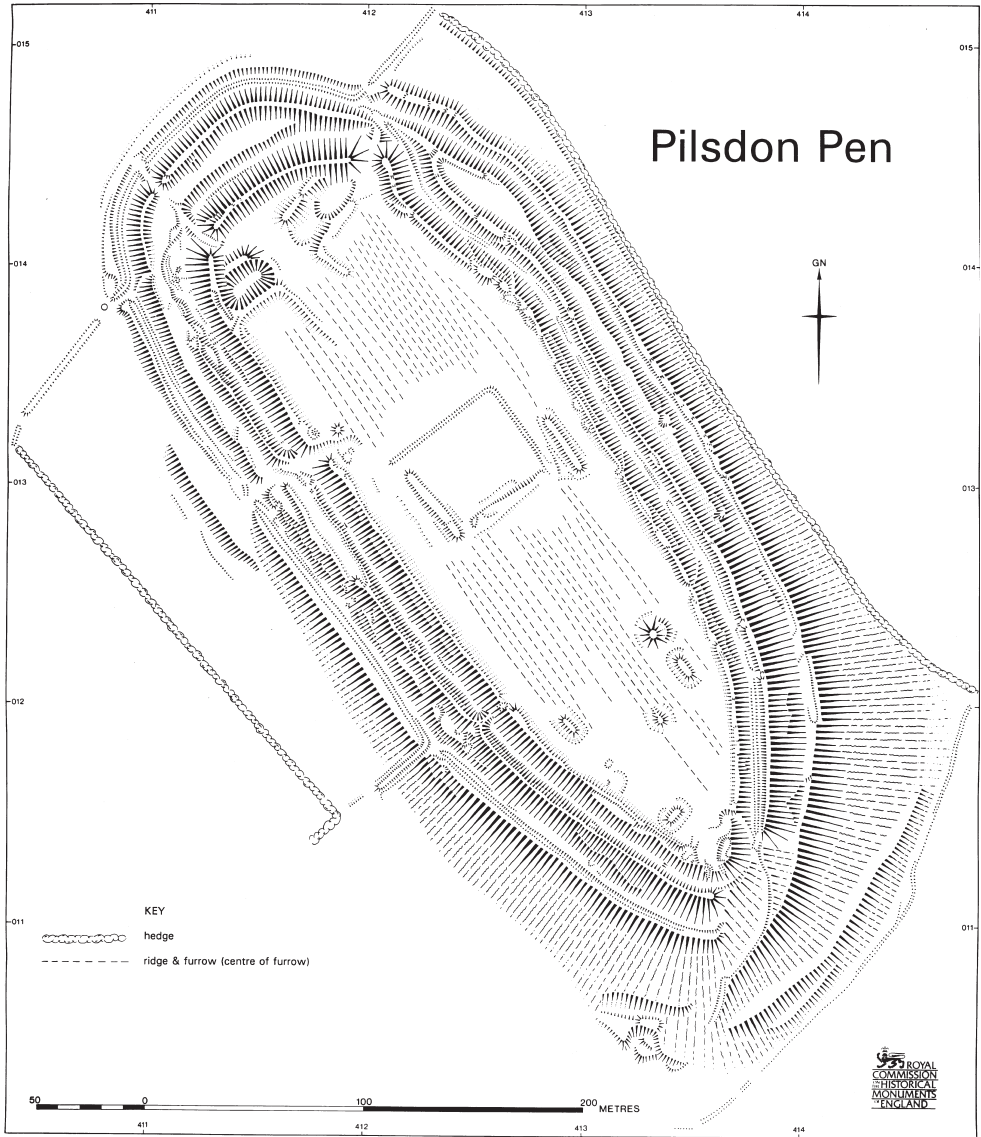 411 412 413 414
015 015
Pilsdon Pen
GN
014 014
013 013
012
011 011
KEY
hedge
ridge & furrow (centre of furrow)
ROYAL
COMMISSION
HISTORICAL
MONUMENTS
ENGLAND
50 0 100 200 METRES
411 412 413 414